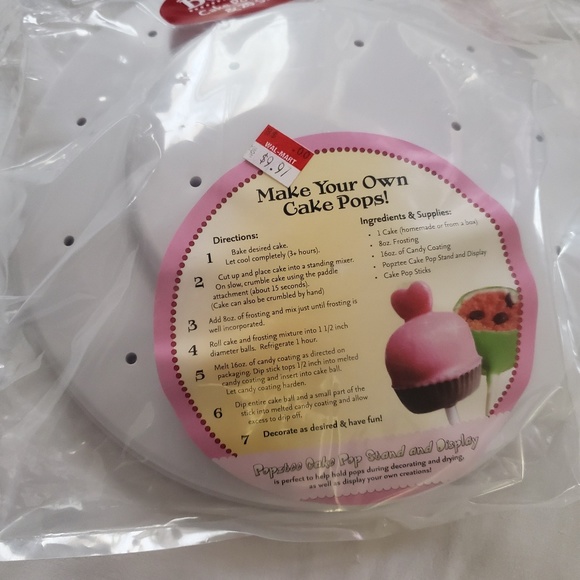 WAL-MART
$9.91
Make Your Own
Cake Pops!
Directions:
1 Bake desired cake.
Let cool completely (3+ hours).
2 Cut up and place cake into a standing mixer.
On slow, crumble cake using the paddle
attachment (about 15 seconds).
(Cake can also be crumbled by hand)
3 Add 8oz. of frosting and mix just until frosting is
well incorporated.
4 Roll cake and frosting mixture into 1 1/2 inch
diameter balls. Refrigerate 1 hour.
5 Melt 16oz. of candy coating as directed on
packaging. Dip stick tops 1/2 inch into melted
candy coating and insert into cake ball.
Let candy coating harden.
6 Dip entire cake ball and a small part of the
stick into melted candy coating and allow
excess to drip off.
7 Decorate as desired & have fun!
Ingredients & Supplies:
• 1 Cake (homemade or from a box)
• 8oz. Frosting
• 16oz. of Candy Coating
• Popztee Cake Pop Stand and Display
• Cake Pop Sticks
Popztee Cake Pop Stand and Display
is perfect to help hold pops during decorating and drying,
as well as display your own creations!